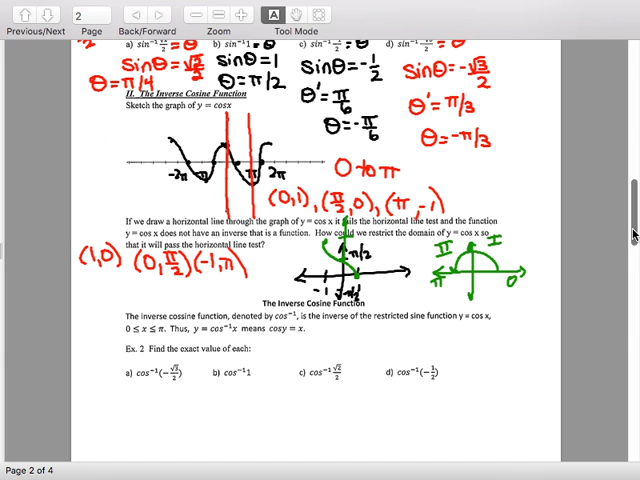 2
Previous/Next Page Back/Forward Zoom Tool Mode
a) sin⁻¹ = θ b) sin⁻¹1 = θ c) sin⁻¹ = θ d) sin⁻¹ = θ
sinθ = √2/2 sinθ = 1 sinθ = -1/2 sinθ = -√3/2
θ = π/4 θ = π/2 θ' = π/6 θ' = π/3
θ = -π/6 θ = -π/3
II. The Inverse Cosine Function
Sketch the graph of y = cosx
-2π -π π 2π
0 to π
(0,1), (π/2, 0), (π, -1)
If we draw a horizontal line through the graph of y = cos x it fails the horizontal line test and the function
y = cos x does not have an inverse that is a function. How could we restrict the domain of y = cos x so
that it will pass the horizontal line test?
(1,0) (0, π/2) (-1, π)
π/2
-1
-π/2
II I
π 0
The Inverse Cosine Function
The inverse cossine function, denoted by cos⁻¹, is the inverse of the restricted sine function y = cos x,
0 ≤ x ≤ π. Thus, y = cos⁻¹x means cosy = x.
Ex. 2 Find the exact value of each:
a) cos⁻¹(-√3/2) b) cos⁻¹1 c) cos⁻¹ √2/2 d) cos⁻¹(-1/2)
Page 2 of 4